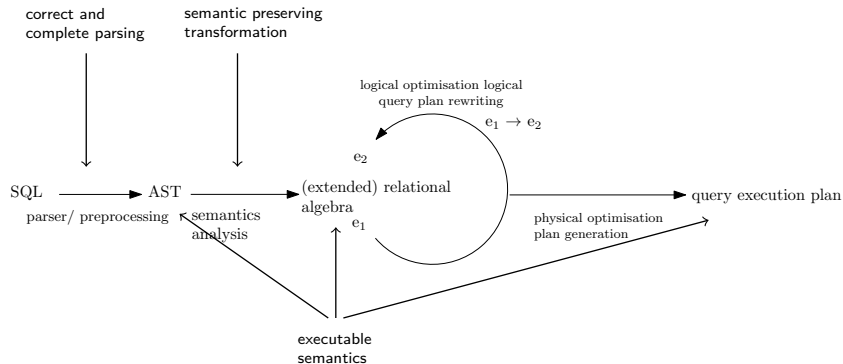 correct and
complete parsing
semantic preserving
transformation
logical optimisation logical
query plan rewriting
e1 → e2
e2
SQL
AST
(extended) relational
algebra
query execution plan
parser/ preprocessing
semantics
analysis
e1
physical optimisation
plan generation
executable
semantics